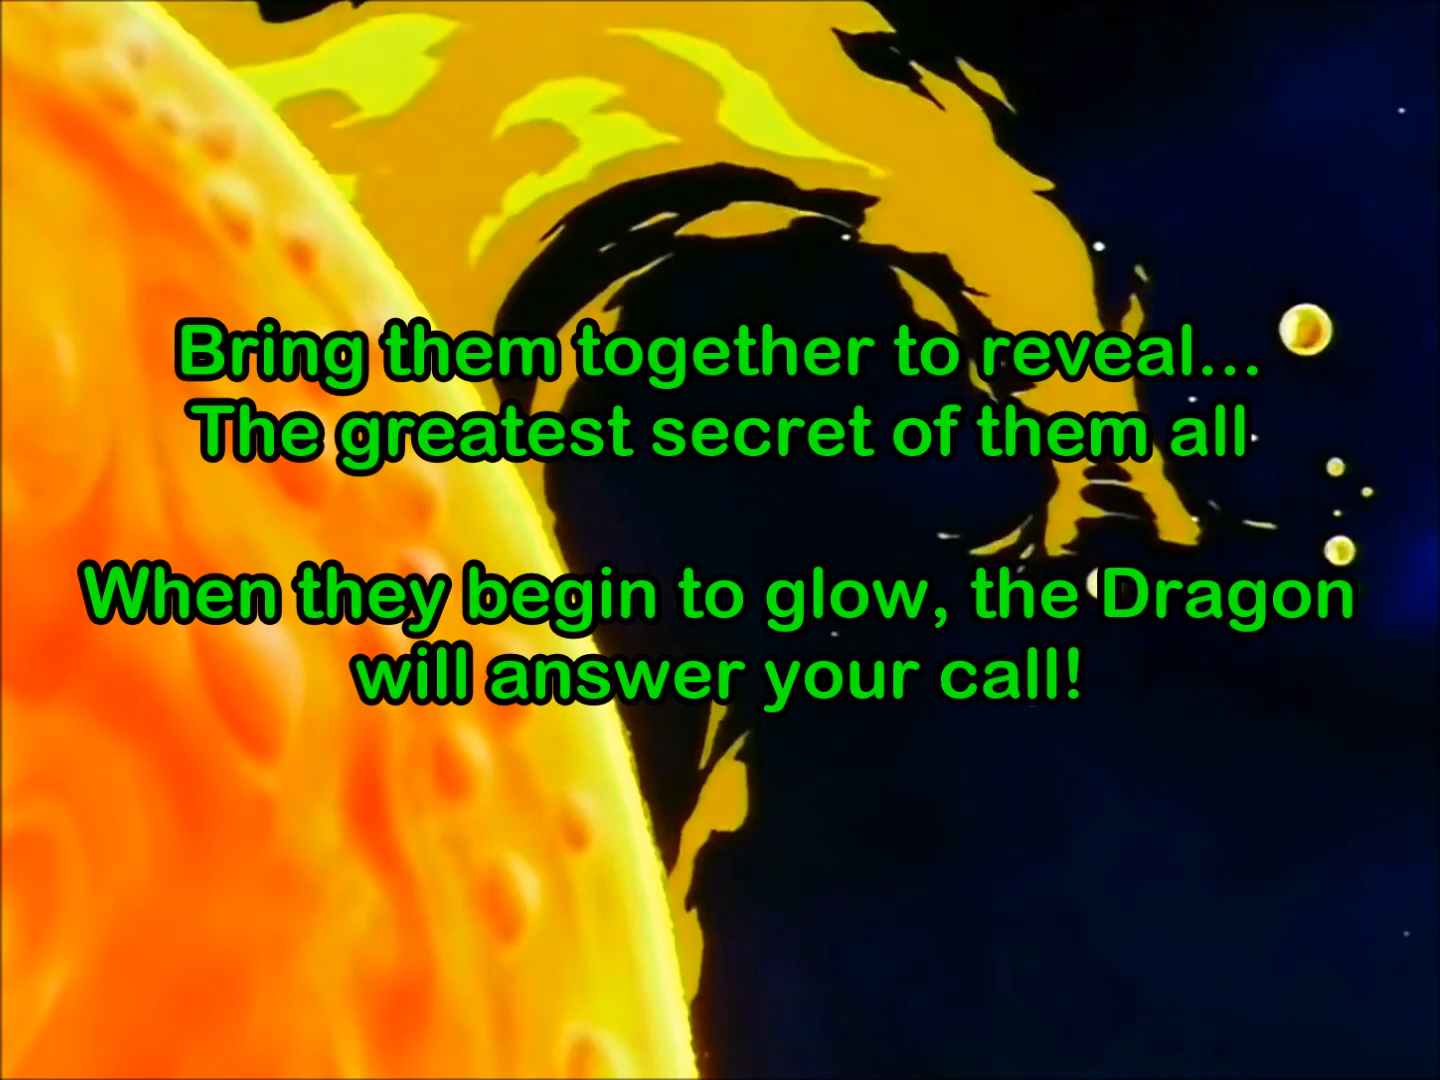 Bring them together to reveal...
The greatest secret of them all
When they begin to glow, the Dragon
will answer your call!